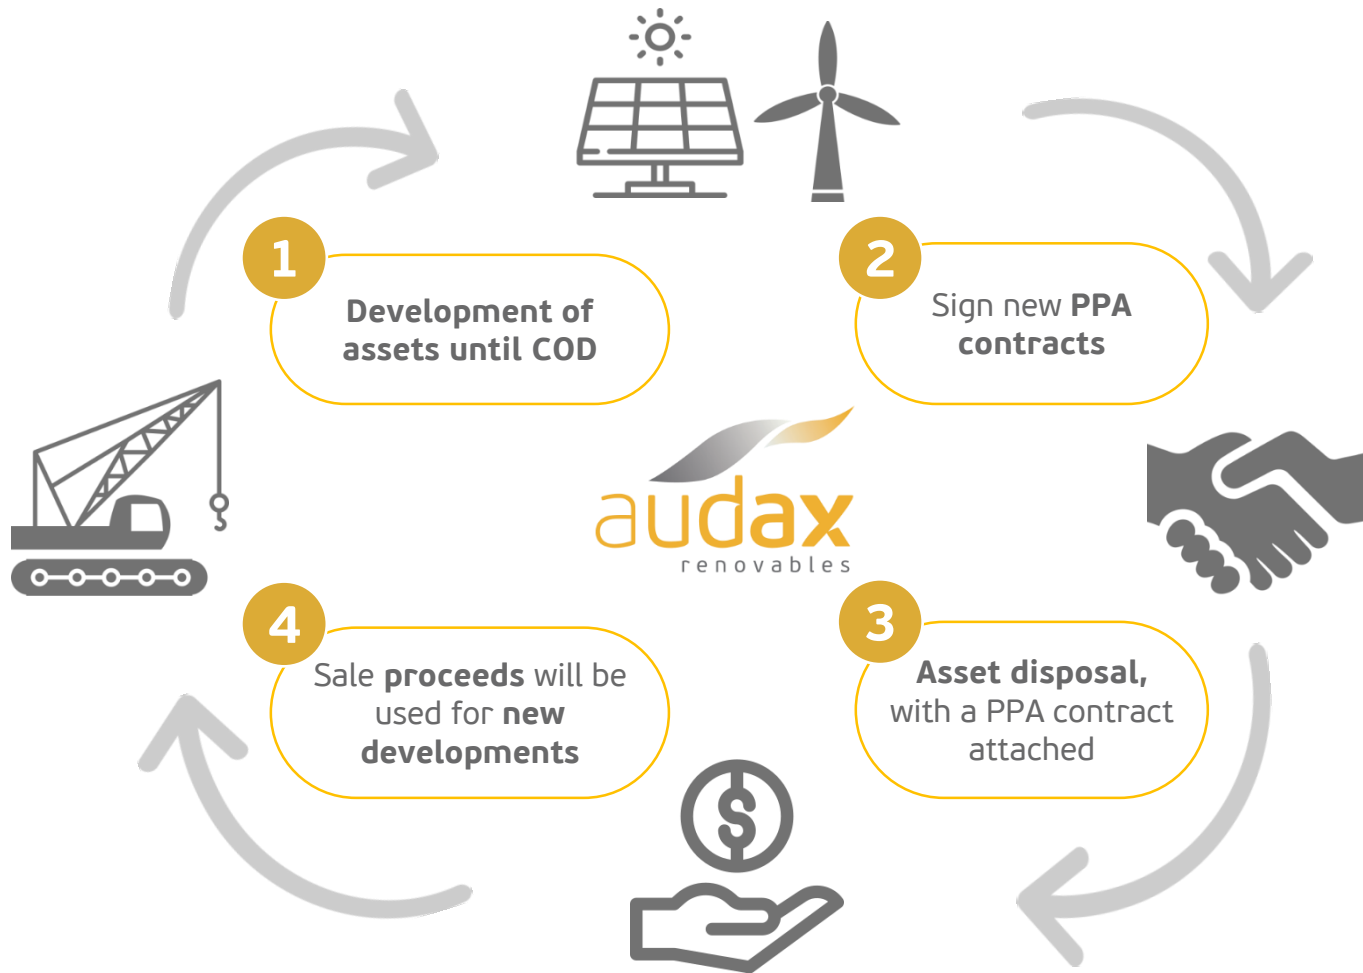 1
Development of
assets until COD
2
Sign new PPA
contracts
audax
renovables
3
Asset disposal,
with a PPA contract
attached
4
Sale proceeds will be
used for new
developments
$